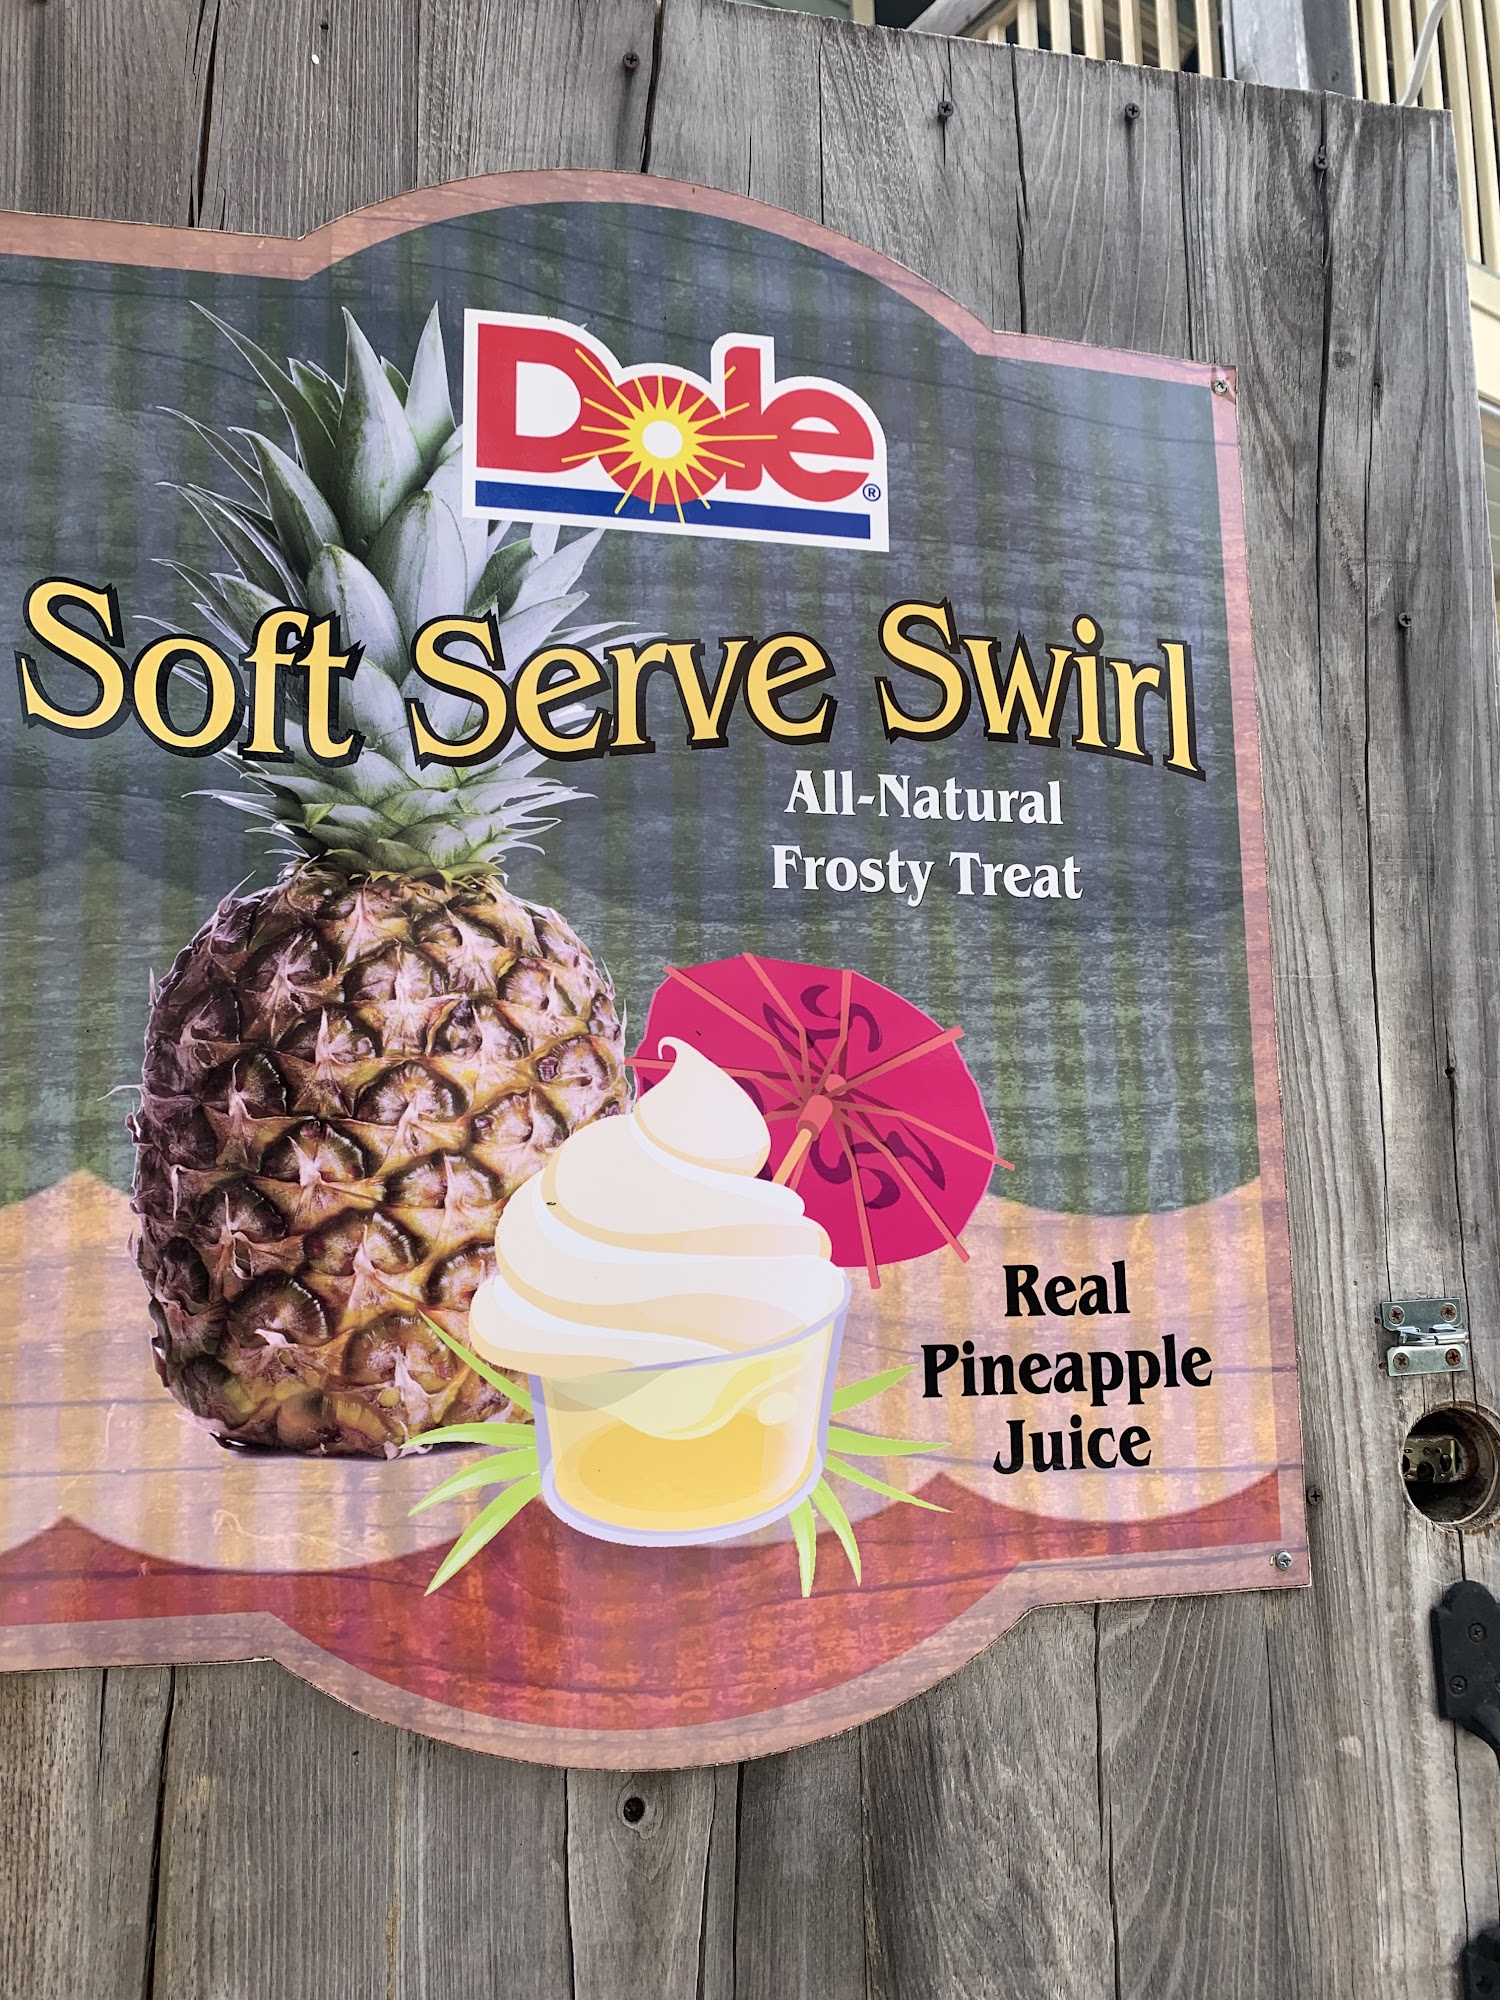 Dole®
Soft Serve Swirl
All-Natural
Frosty Treat
Real
Pineapple
Juice